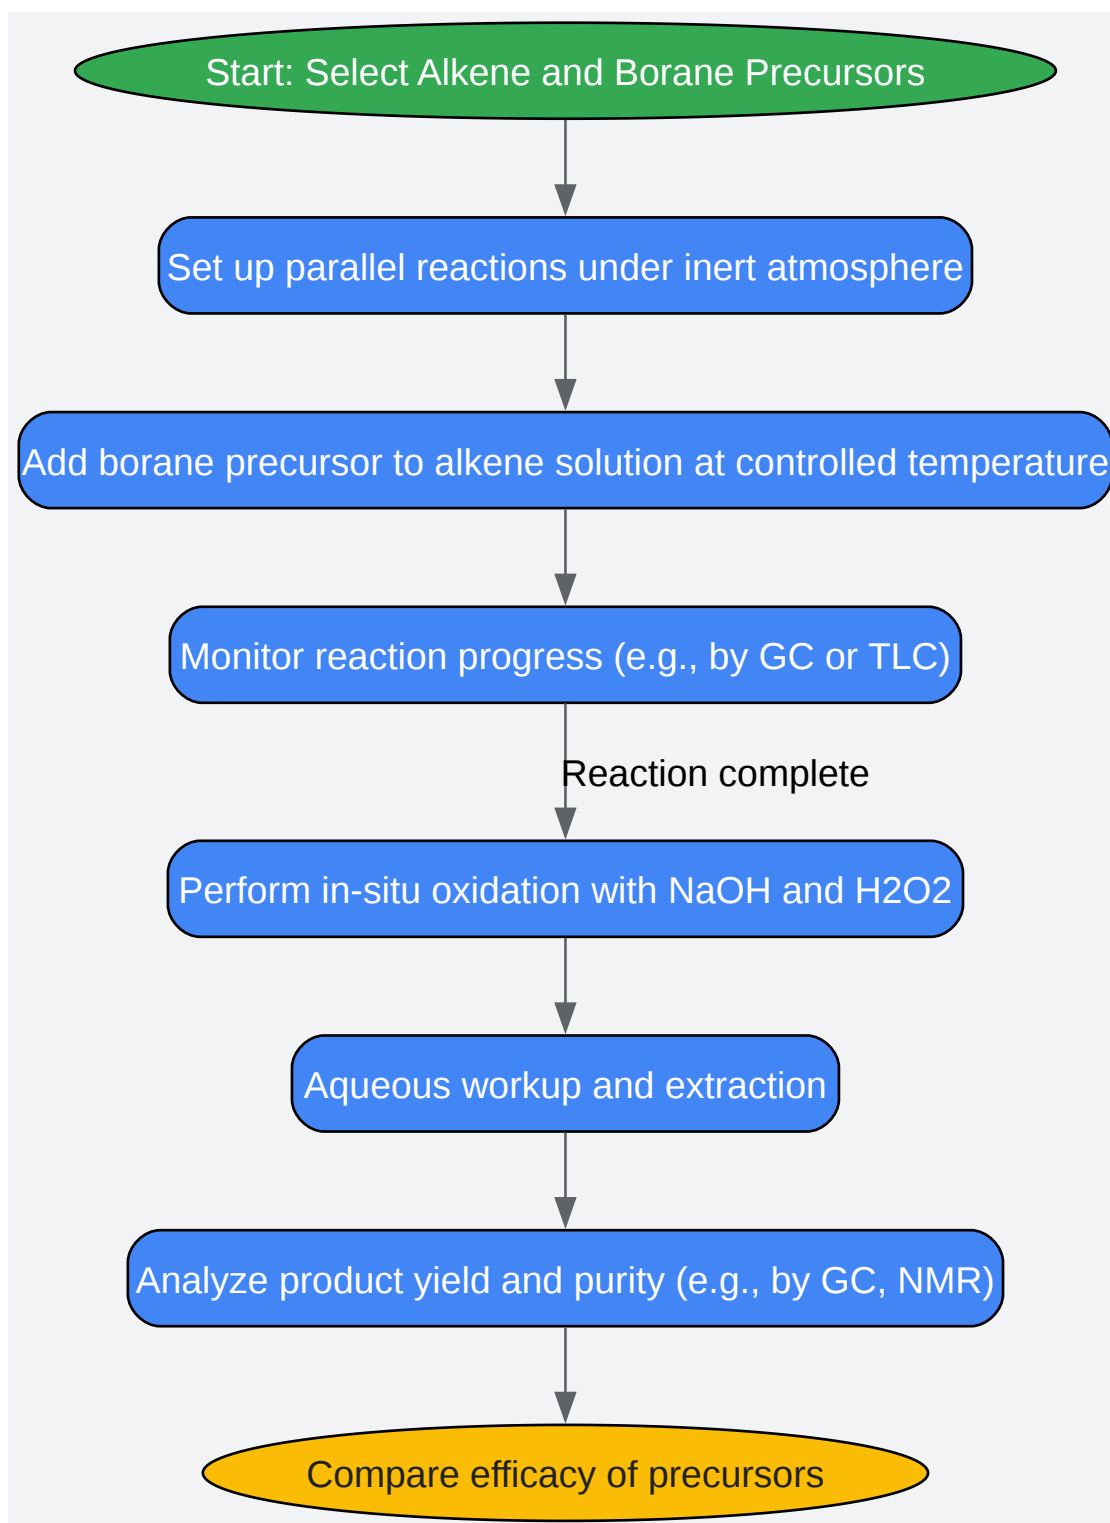 Start: Select Alkene and Borane Precursors
Set up parallel reactions under inert atmosphere
Add borane precursor to alkene solution at controlled temperature
Monitor reaction progress (e.g., by GC or TLC)
Reaction complete
Perform in-situ oxidation with NaOH and H2O2
Aqueous workup and extraction
Analyze product yield and purity (e.g., by GC, NMR)
Compare efficacy of precursors